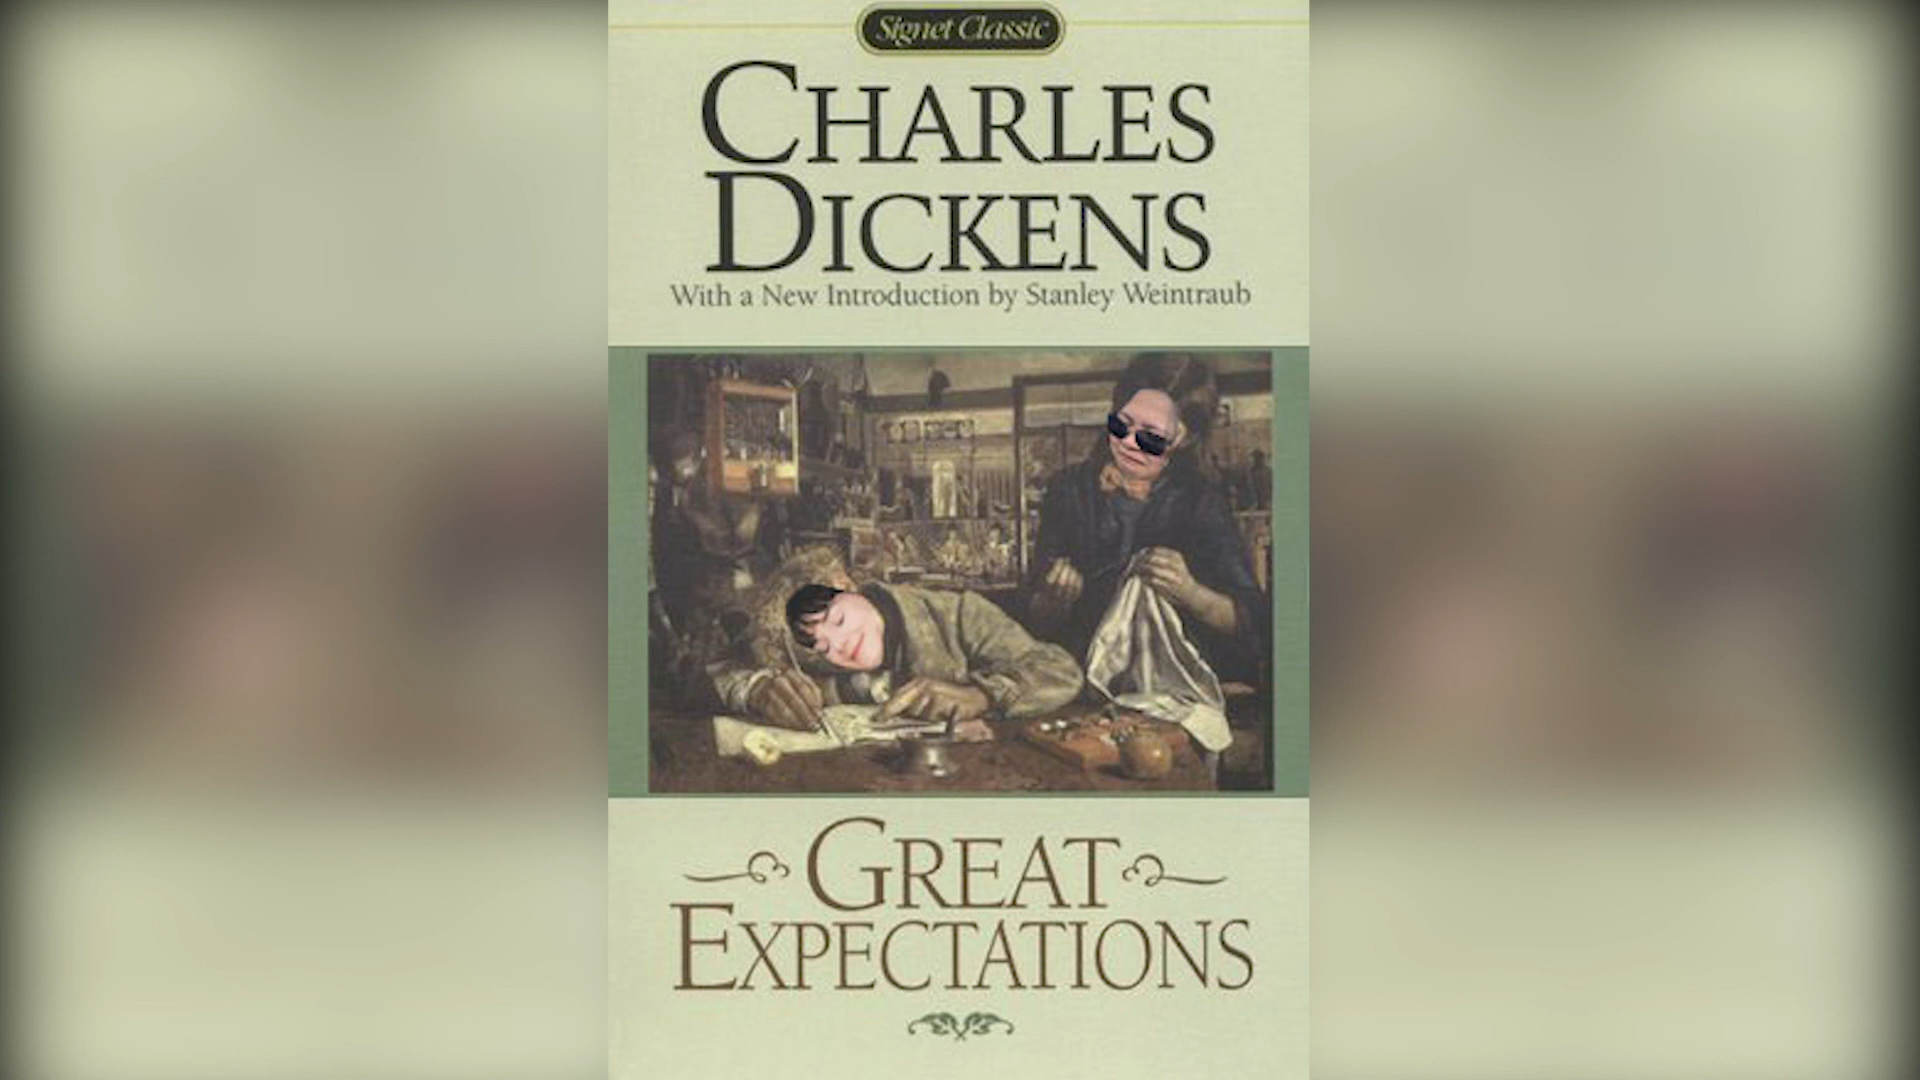 Signet Classic
CHARLES
DICKENS
With a New Introduction by Stanley Weintraub
GREAT
EXPECTATIONS